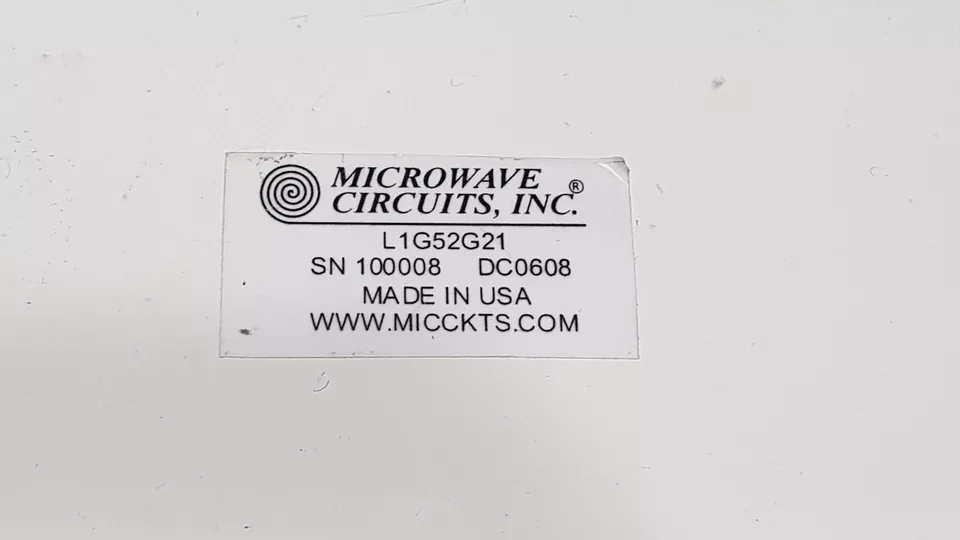 MICROWAVE
CIRCUITS, INC.®
L1G52G21
SN 100008 DC0608
MADE IN USA
WWW.MICCKTS.COM